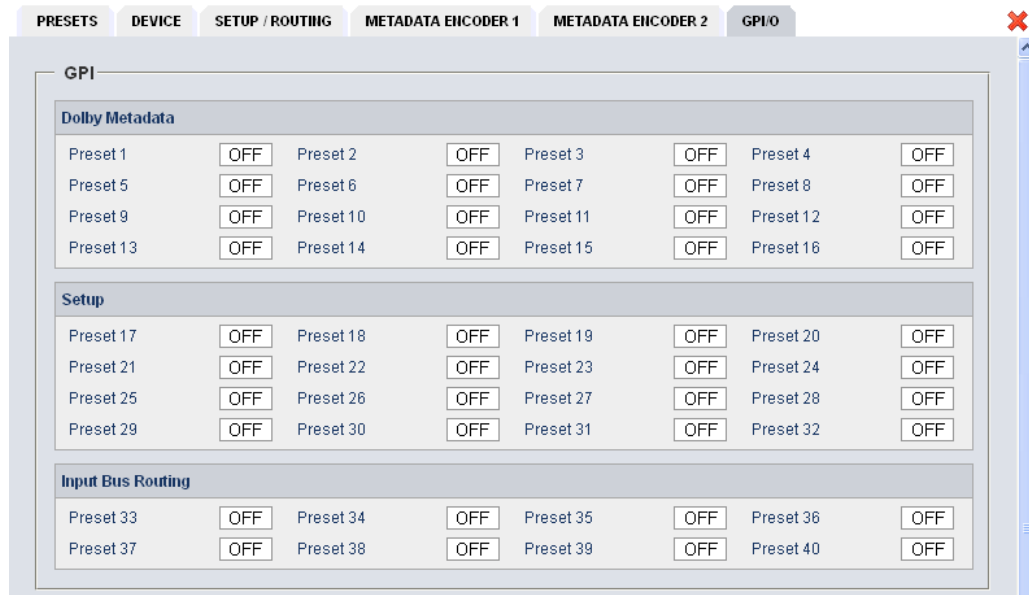 PRESETS DEVICE SETUP / ROUTING METADATA ENCODER 1 METADATA ENCODER 2 GPI/O
GPI
Dolby Metadata
Preset 1 OFF Preset 2 OFF Preset 3 OFF Preset 4 OFF
Preset 5 OFF Preset 6 OFF Preset 7 OFF Preset 8 OFF
Preset 9 OFF Preset 10 OFF Preset 11 OFF Preset 12 OFF
Preset 13 OFF Preset 14 OFF Preset 15 OFF Preset 16 OFF
Setup
Preset 17 OFF Preset 18 OFF Preset 19 OFF Preset 20 OFF
Preset 21 OFF Preset 22 OFF Preset 23 OFF Preset 24 OFF
Preset 25 OFF Preset 26 OFF Preset 27 OFF Preset 28 OFF
Preset 29 OFF Preset 30 OFF Preset 31 OFF Preset 32 OFF
Input Bus Routing
Preset 33 OFF Preset 34 OFF Preset 35 OFF Preset 36 OFF
Preset 37 OFF Preset 38 OFF Preset 39 OFF Preset 40 OFF